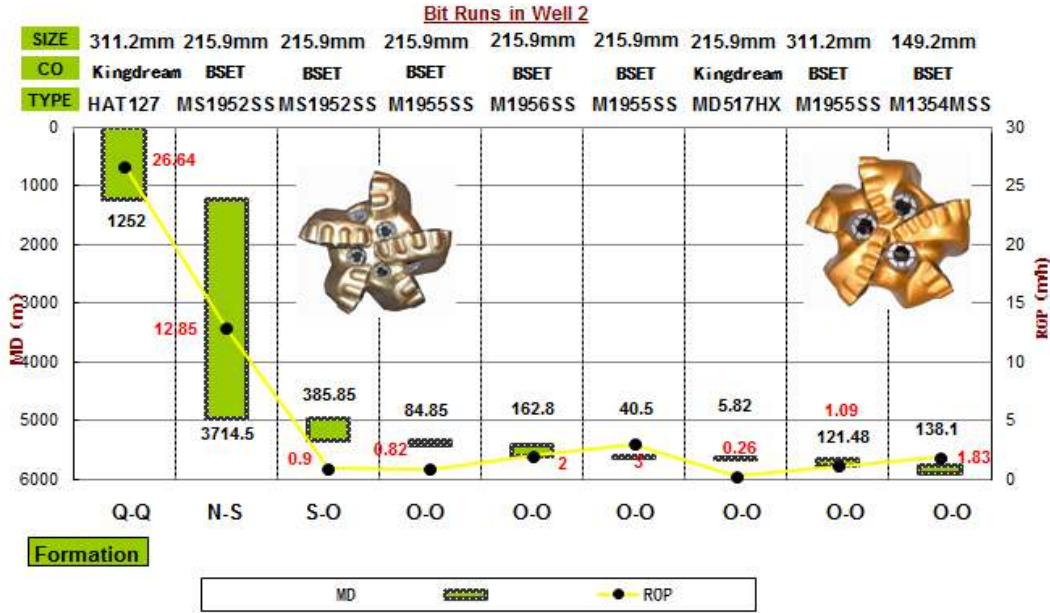 Bit Runs in Well 2
SIZE 311.2mm 215.9mm 215.9mm 215.9mm 215.9mm 215.9mm 215.9mm 311.2mm 149.2mm
CO Kingdream BSET BSET BSET BSET BSET Kingdream BSET BSET
TYPE HAT127 MS1952SS MS1952SS M1955SS M1956SS M1955SS MD517HX M1955SS M1354MSS
0 30
26.64
1000 25
1252
2000 20
3000 15
12.85
MD (m) ROP (m/h)
4000 10
385.85 84.85 162.8 40.5 5.82 1.09
5000 5
3714.5 121.48 138.1
0.9 0.82 2 3 0.26 1.83
6000 0
Q-Q N-S S-O O-O O-O O-O O-O O-O O-O
Formation
MD ROP